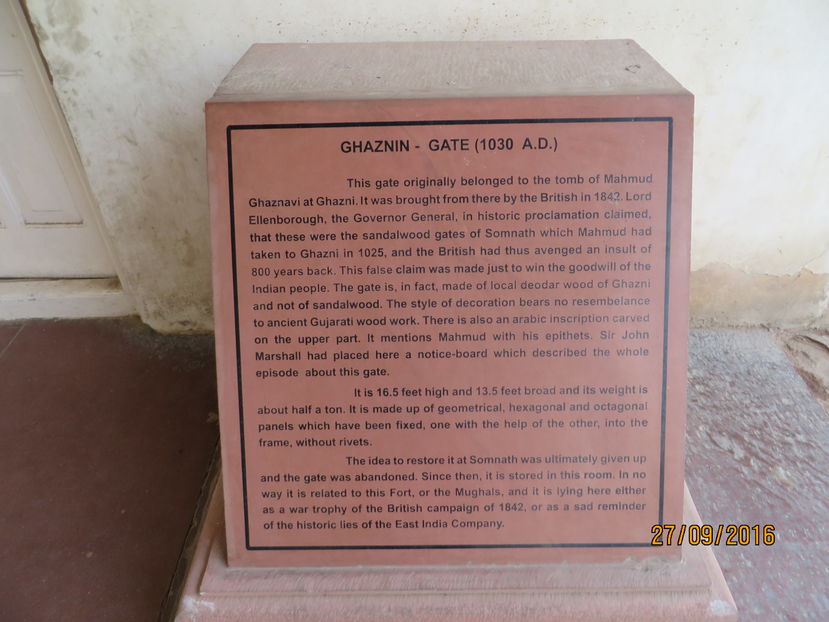 GHAZNIN - GATE (1030 A.D.)
This gate originally belonged to the tomb of Mahmud
Ghaznavi at Ghazni. It was brought from there by the British in 1842. Lord
Ellenborough, the Governor General, in historic proclamation claimed,
that these were the sandalwood gates of Somnath which Mahmud had
taken to Ghazni in 1025, and the British had thus avenged an insult of
800 years back. This false claim was made just to win the goodwill of the
Indian people. The gate is, in fact, made of local deodar wood of Ghazni
and not of sandalwood. The style of decoration bears no resembelance
to ancient Gujarati wood work. There is also an arabic inscription carved
on the upper part. It mentions Mahmud with his epithets. Sir John
Marshall had placed here a notice-board which described the whole
episode about this gate.
It is 16.5 feet high and 13.5 feet broad and its weight is
about half a ton. It is made up of geometrical, hexagonal and octagonal
panels which have been fixed, one with the help of the other, into the
frame, without rivets.
The idea to restore it at Somnath was ultimately given up
and the gate was abandoned. Since then, it is stored in this room. In no
way it is related to this Fort, or the Mughals, and it is lying here either
as a war trophy of the British campaign of 1842, or as a sad reminder
of the historic lies of the East India Company.
27/09/2016